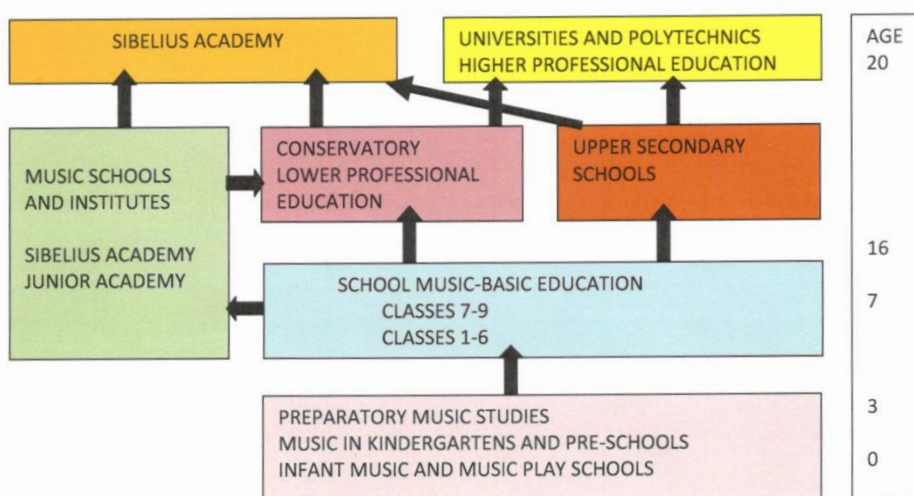 SIBELIUS ACADEMY
UNIVERSITIES AND POLYTECHNICS
HIGHER PROFESSIONAL EDUCATION
AGE
20
MUSIC SCHOOLS
AND INSTITUTES
SIBELIUS ACADEMY
JUNIOR ACADEMY
CONSERVATORY
LOWER PROFESSIONAL
EDUCATION
UPPER SECONDARY
SCHOOLS
16
SCHOOL MUSIC-BASIC EDUCATION
CLASSES 7-9
CLASSES 1-6
7
PREPARATORY MUSIC STUDIES
MUSIC IN KINDERGARTENS AND PRE-SCHOOLS
INFANT MUSIC AND MUSIC PLAY SCHOOLS
3
0